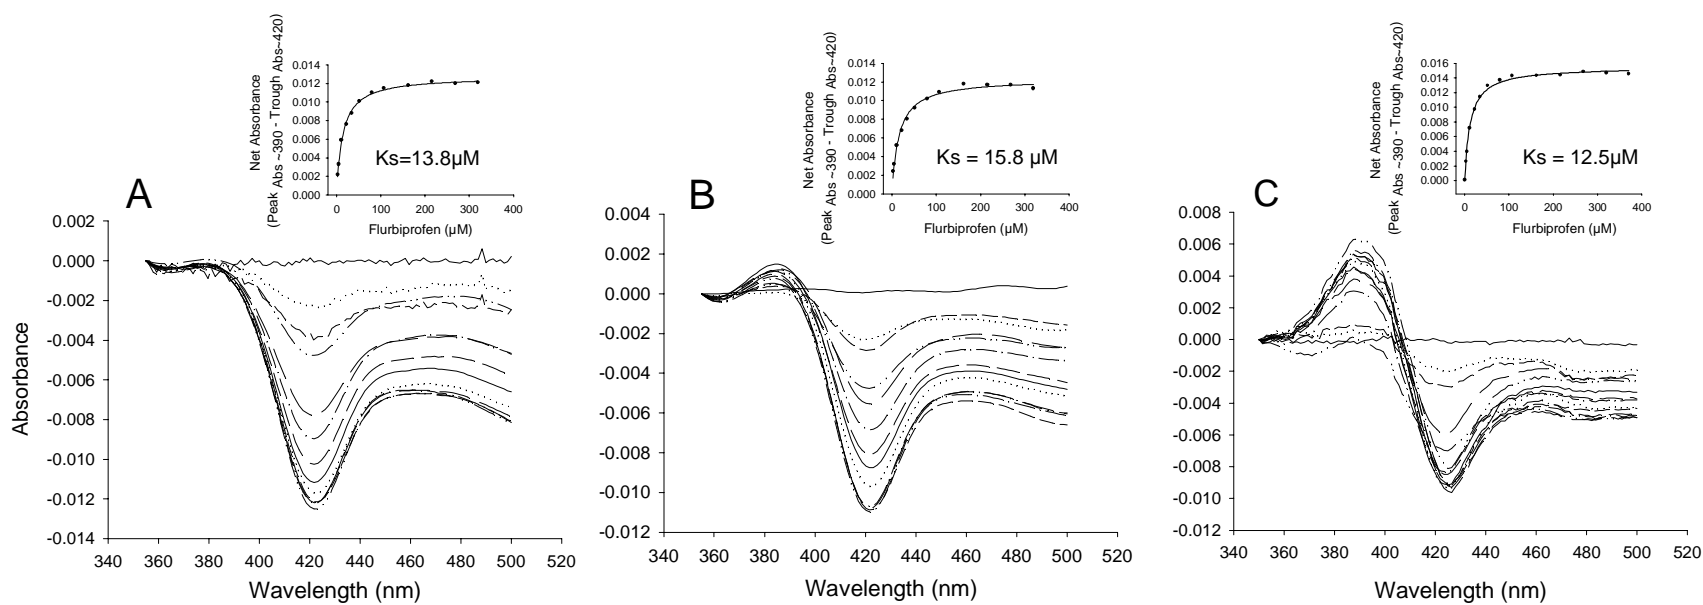 A
Net Absorbance
(Peak Abs ~390 - Trough Abs~420)
0.014
0.012
0.010
0.008
0.006
0.004
0.002
0.000
Ks=13.8µM
0 100 200 300 400
Flurbiprofen (µM)
Absorbance
0.002
0.000
-0.002
-0.004
-0.006
-0.008
-0.010
-0.012
-0.014
340 360 380 400 420 440 460 480 500 520
Wavelength (nm)
B
Net Absorbance
(Peak Abs ~390 - Trough Abs~420)
0.014
0.012
0.010
0.008
0.006
0.004
0.002
0.000
Ks = 15.8 µM
0 100 200 300 400
Flurbiprofen (µM)
0.004
0.002
0.000
-0.002
-0.004
-0.006
-0.008
-0.010
-0.012
340 360 380 400 420 440 460 480 500 520
Wavelength (nm)
C
Net Absorbance
(Peak Abs ~390 - Trough Abs~420)
0.016
0.014
0.012
0.010
0.008
0.006
0.004
0.002
0.000
Ks = 12.5µM
0 100 200 300 400
Flurbiprofen (µM)
0.008
0.006
0.004
0.002
0.000
-0.002
-0.004
-0.006
-0.008
-0.010
-0.012
340 360 380 400 420 440 460 480 500 520
Wavelength (nm)